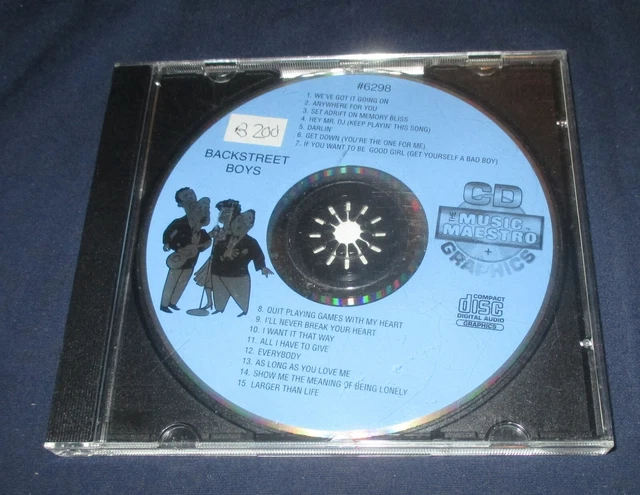 #6298
1. WE'VE GOT IT GOING ON
2. ANYWHERE FOR YOU
3. SET ADRIFT ON MEMORY BLISS
4. HEY MR. DJ (KEEP PLAYIN' THIS SONG)
5. DARLIN'
6. GET DOWN (YOU'RE THE ONE FOR ME)
7. IF YOU WANT TO BE GOOD GIRL (GET YOURSELF A BAD BOY)
B 200
BACKSTREET
BOYS
CD
THE MUSIC
MAESTRO
+
GRAPHICS
COMPACT
disc
DIGITAL AUDIO
GRAPHICS
8. QUIT PLAYING GAMES WITH MY HEART
9. I'LL NEVER BREAK YOUR HEART
10. I WANT IT THAT WAY
11. ALL I HAVE TO GIVE
12. EVERYBODY
13. AS LONG AS YOU LOVE ME
14. SHOW ME THE MEANING OF BEING LONELY
15. LARGER THAN LIFE